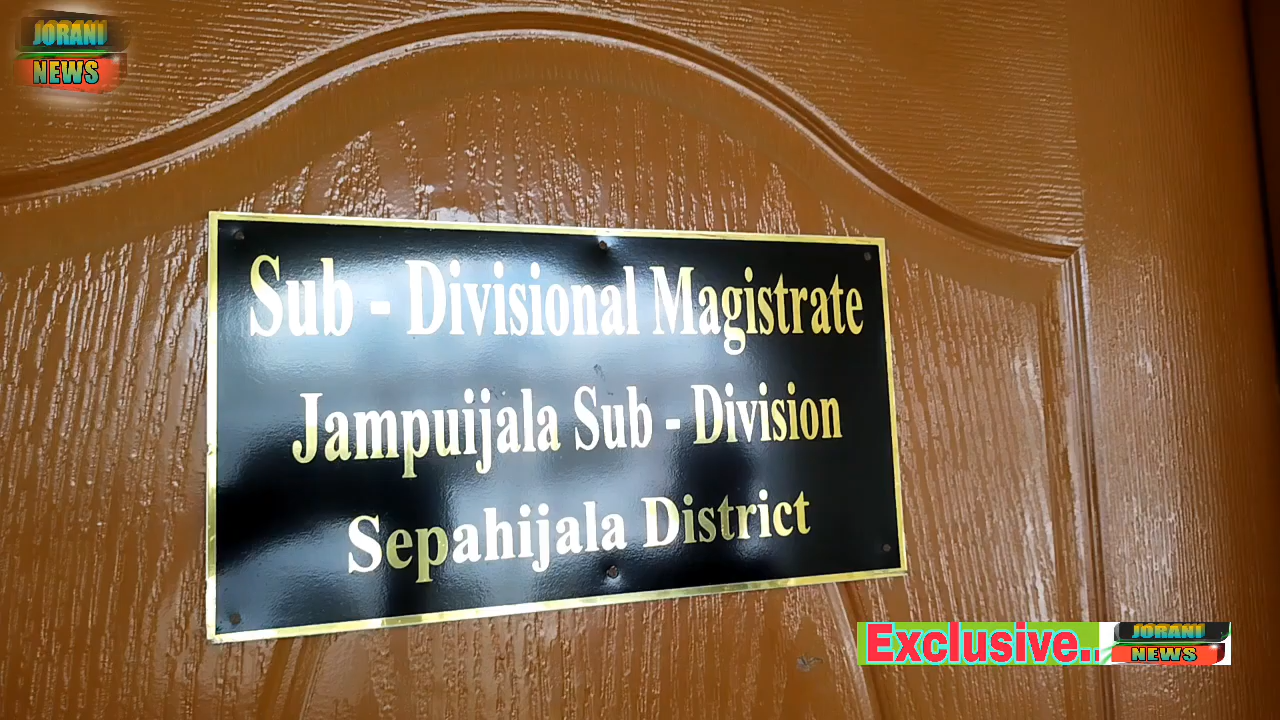 JORANI
NEWS
Sub - Divisional Magistrate
Jampuijala Sub - Division
Sepahijala District
Exclusive..
JORANI
NEWS